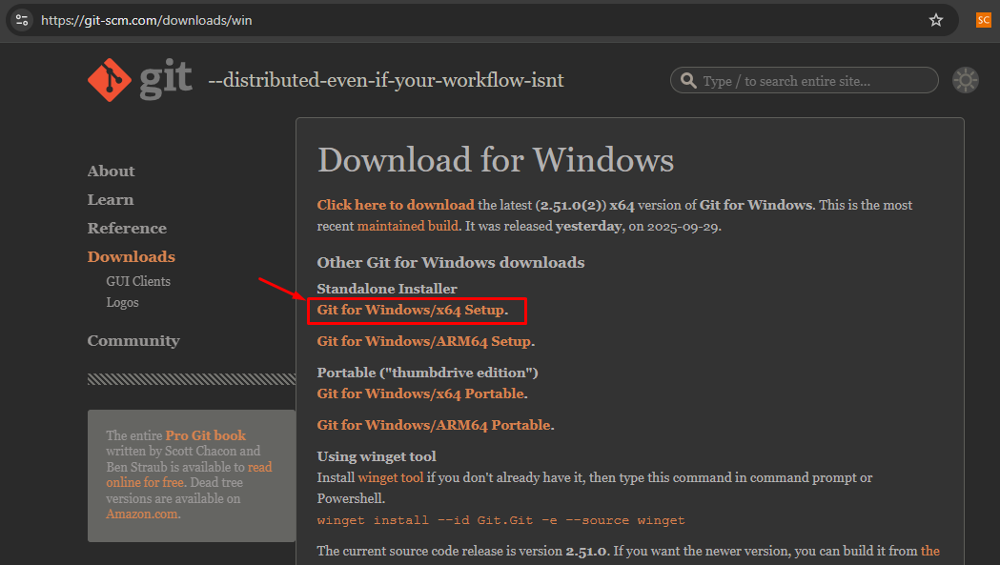 https://git-scm.com/downloads/win
SC
git --distributed-even-if-your-workflow-isnt
Type / to search entire site...
About
Learn
Reference
Downloads
GUI Clients
Logos
Community
The entire Pro Git book
written by Scott Chacon and
Ben Straub is available to read
online for free. Dead tree
versions are available on
Amazon.com.
Download for Windows
Click here to download the latest (2.51.0(2)) x64 version of Git for Windows. This is the most
recent maintained build. It was released yesterday, on 2025-09-29.
Other Git for Windows downloads
Standalone Installer
Git for Windows/x64 Setup.
Git for Windows/ARM64 Setup.
Portable ("thumbdrive edition")
Git for Windows/x64 Portable.
Git for Windows/ARM64 Portable.
Using winget tool
Install winget tool if you don't already have it, then type this command in command prompt or
Powershell.
winget install --id Git.Git -e --source winget
The current source code release is version 2.51.0. If you want the newer version, you can build it from the